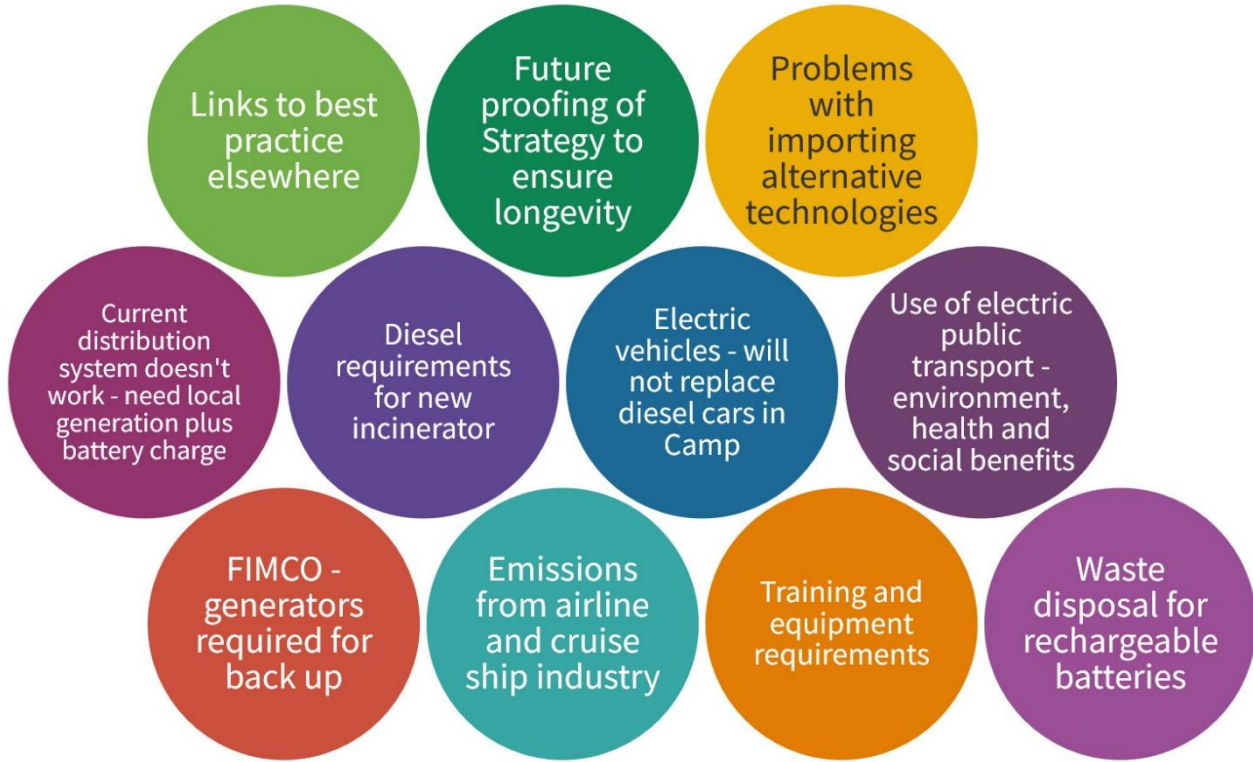 Links to best
practice
elsewhere
Future
proofing of
Strategy to
ensure
longevity
Problems
with
importing
alternative
technologies
Current
distribution
system doesn't
work - need local
generation plus
battery charge
Diesel
requirements
for new
incinerator
Electric
vehicles - will
not replace
diesel cars in
Camp
Use of electric
public
transport -
environment,
health and
social benefits
FIMCO -
generators
required for
back up
Emissions
from airline
and cruise
ship industry
Training and
equipment
requirements
Waste
disposal for
rechargeable
batteries